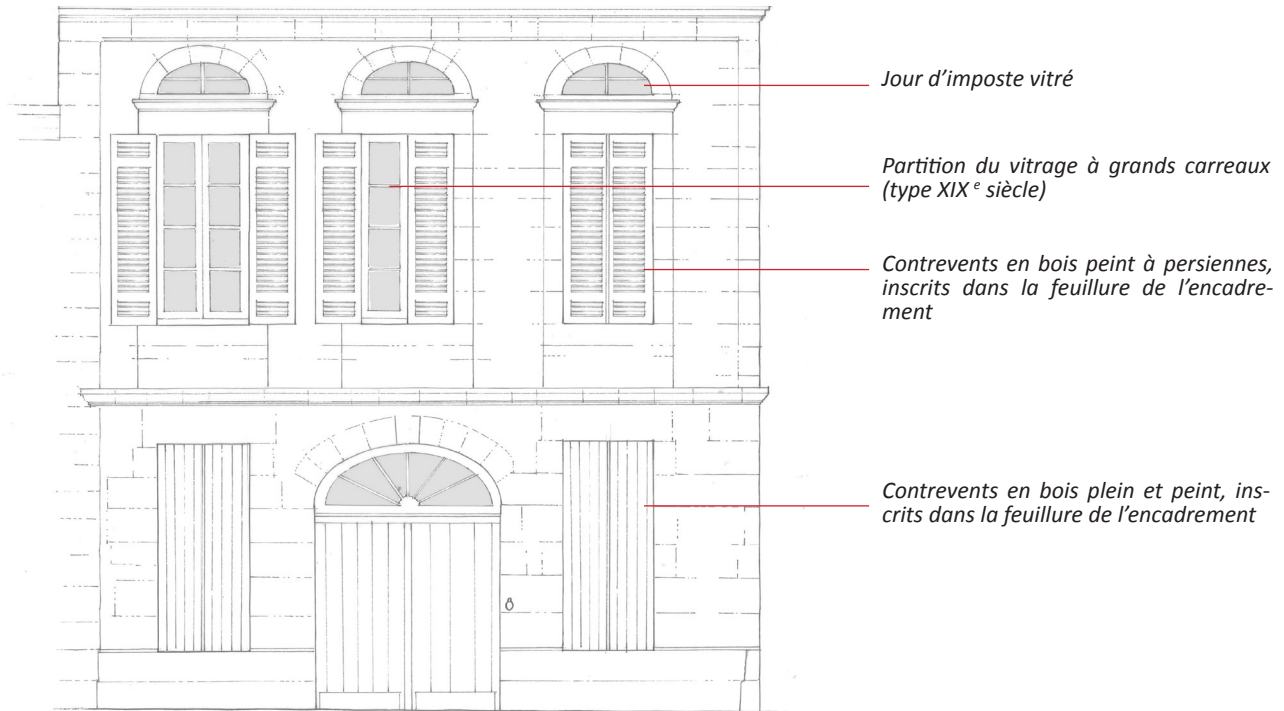 Jour d’imposte vitré
Partition du vitrage à grands carreaux
(type XIX e siècle)
Contrevents en bois peint à persiennes,
inscrits dans la feuillure de l’encadre-
ment
Contrevents en bois plein et peint, ins-
crits dans la feuillure de l’encadrement